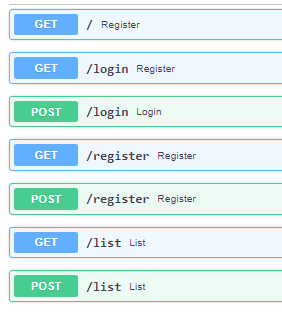 GET / Register
GET /login Register
POST /login Login
GET /register Register
POST /register Register
GET /list List
POST /list List